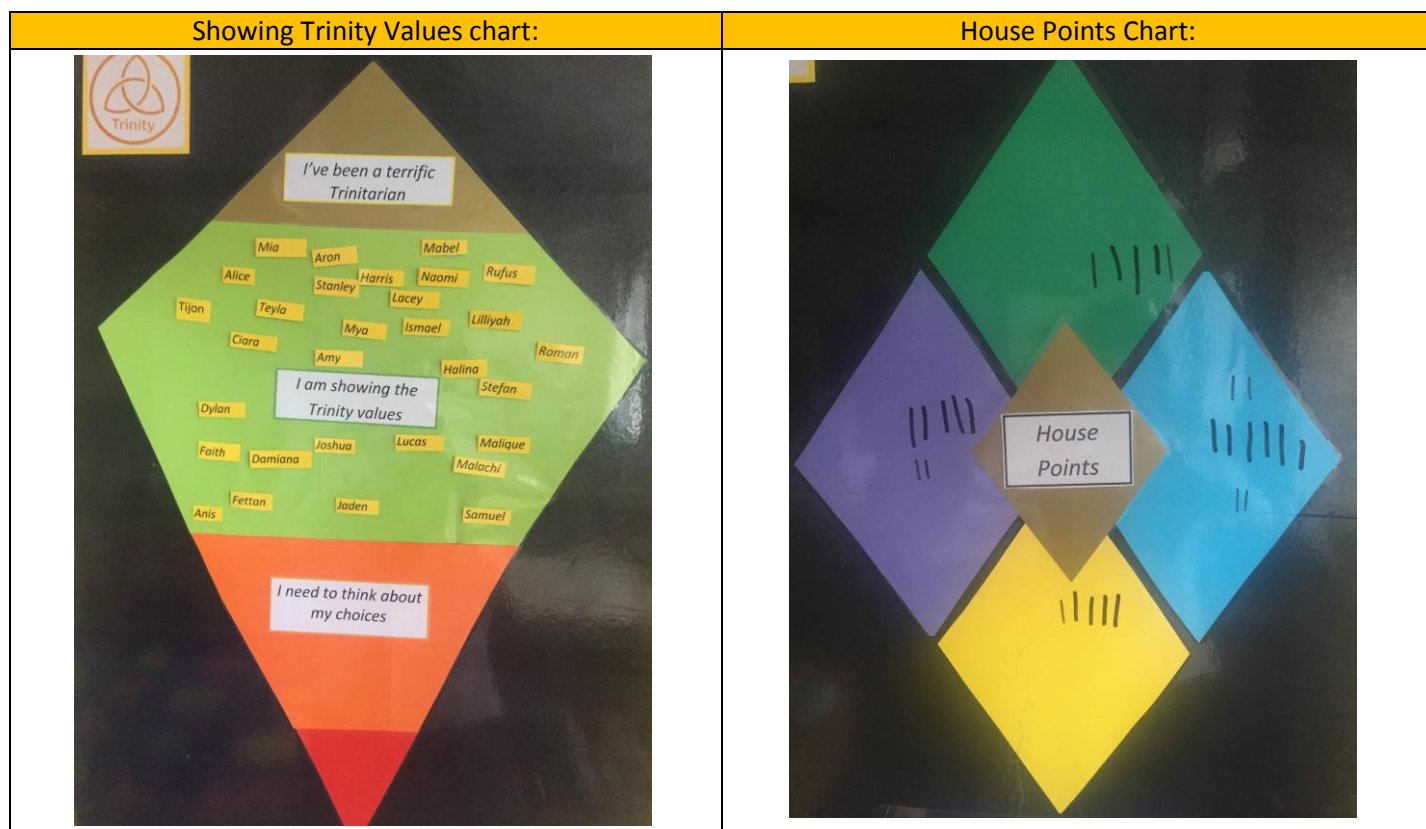 Showing Trinity Values chart:
House Points Chart:
Trinity
I've been a terrific
Trinitarian
Mia
Aron
Mabel
Alice
Stanley
Harris
Naomi
Rufus
Lacey
Tijon
Teyla
Mya
Ismael
Lilliyah
Ciara
Amy
Halina
Roman
Stefan
I am showing the
Trinity values
Dylan
Faith
Damiana
Joshua
Lucas
Malique
Malachi
Anis
Fettan
Jaden
Samuel
I need to think about
my choices
House
Points